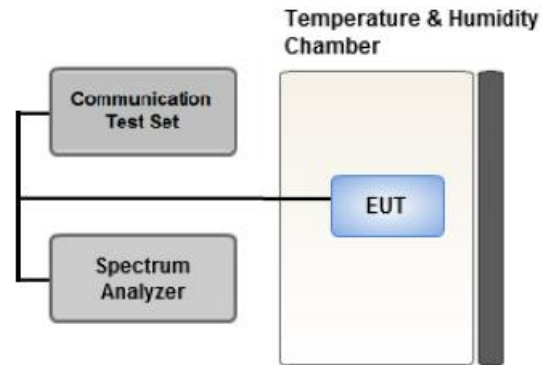 Temperature & Humidity
Chamber
Communication
Test Set
EUT
Spectrum
Analyzer